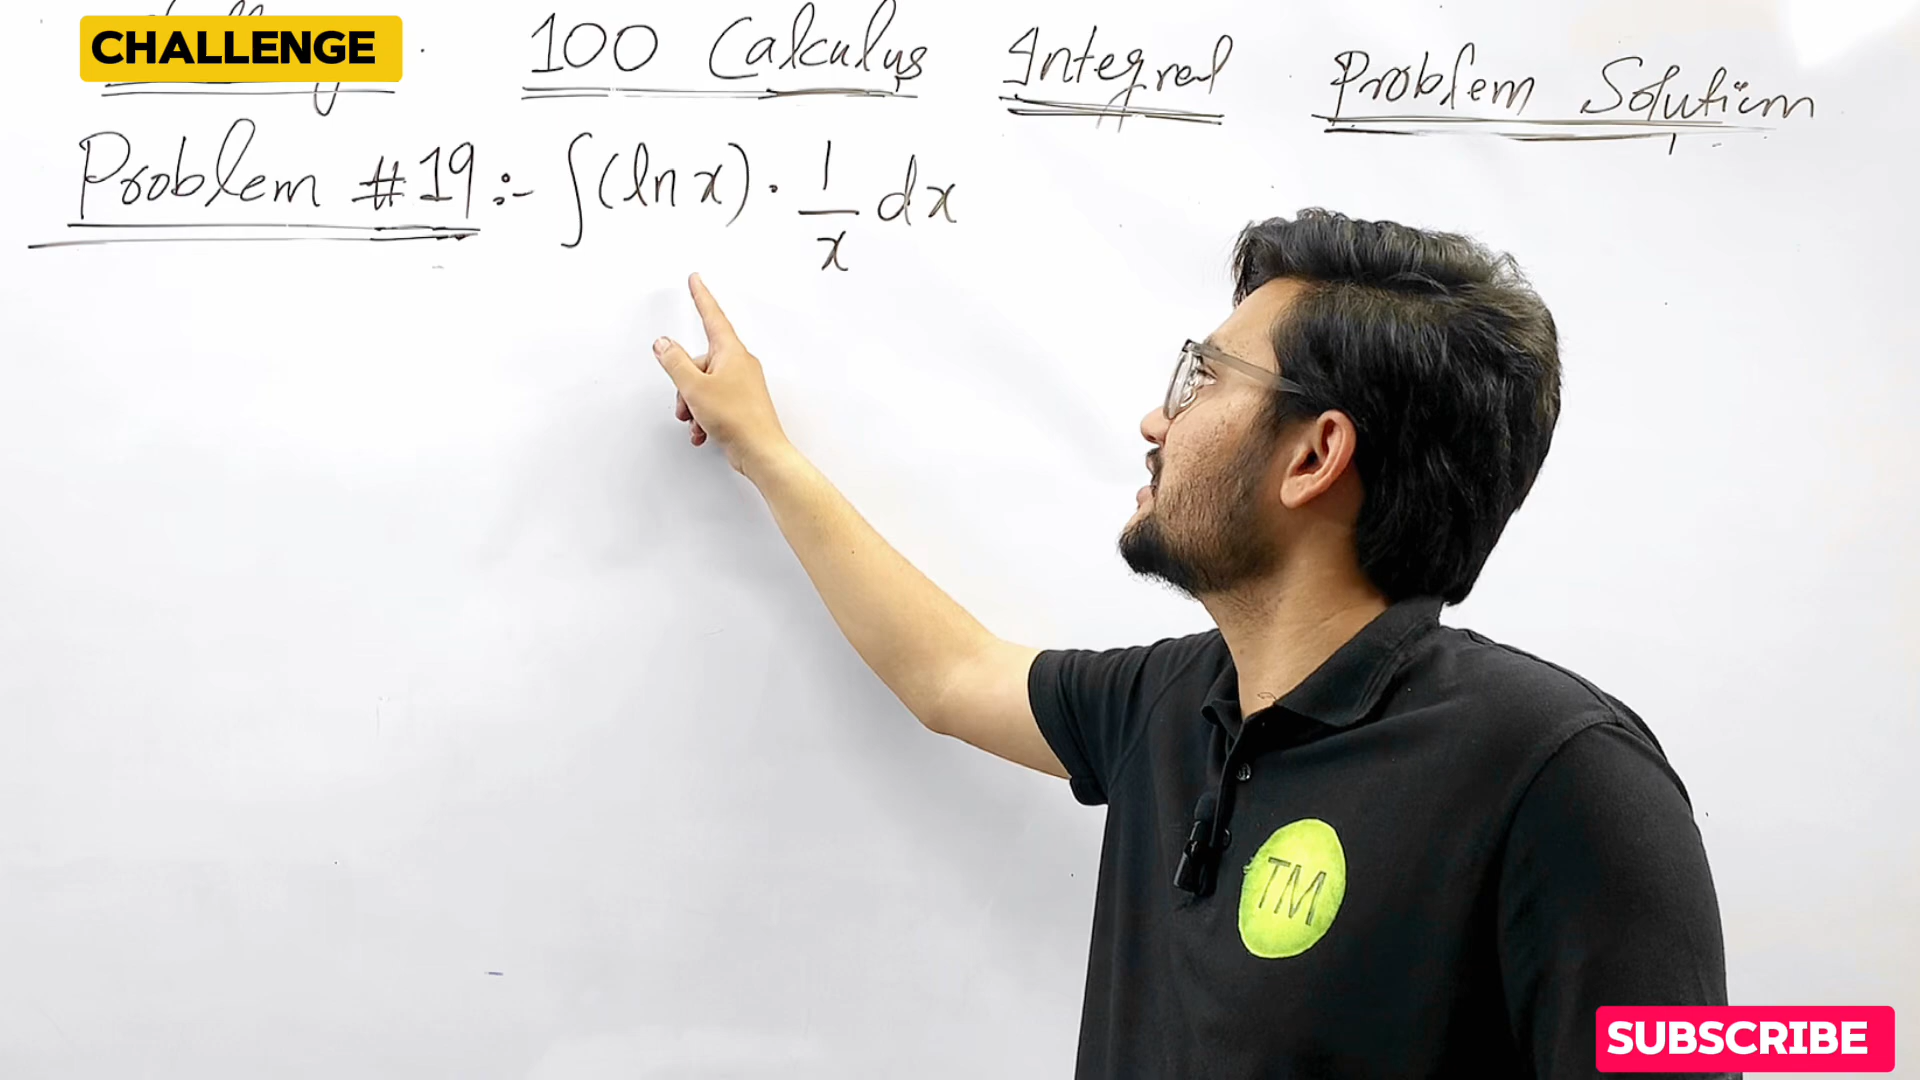 CHALLENGE 100 Calculus Integral Problem Solution
Problem #19:- ∫(ln x) · 1/x dx
TM
SUBSCRIBE